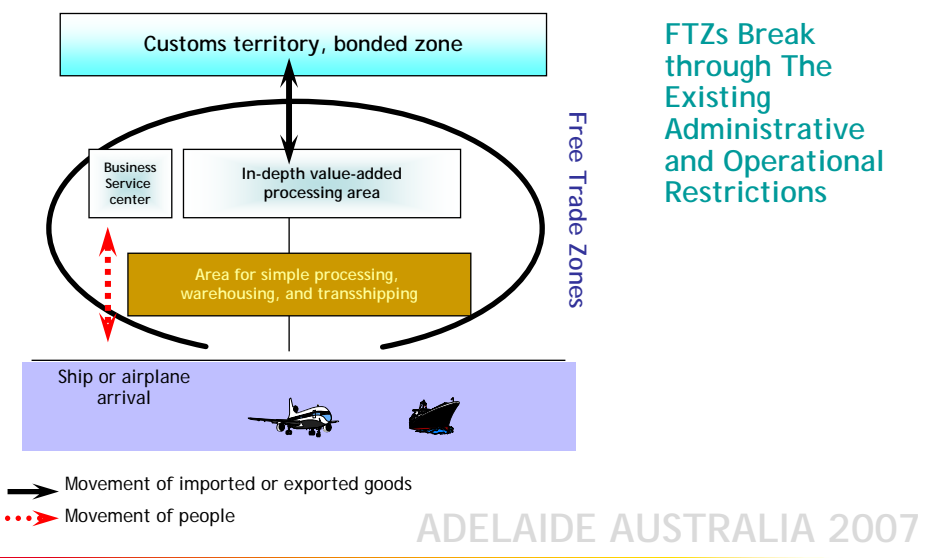 Customs territory, bonded zone
FTZs Break
through The
Existing
Administrative
and Operational
Restrictions
Free Trade Zones
Business
Service
center
In-depth value-added
processing area
Area for simple processing,
warehousing, and transshipping
Ship or airplane
arrival
Movement of imported or exported goods
Movement of people
ADELAIDE AUSTRALIA 2007